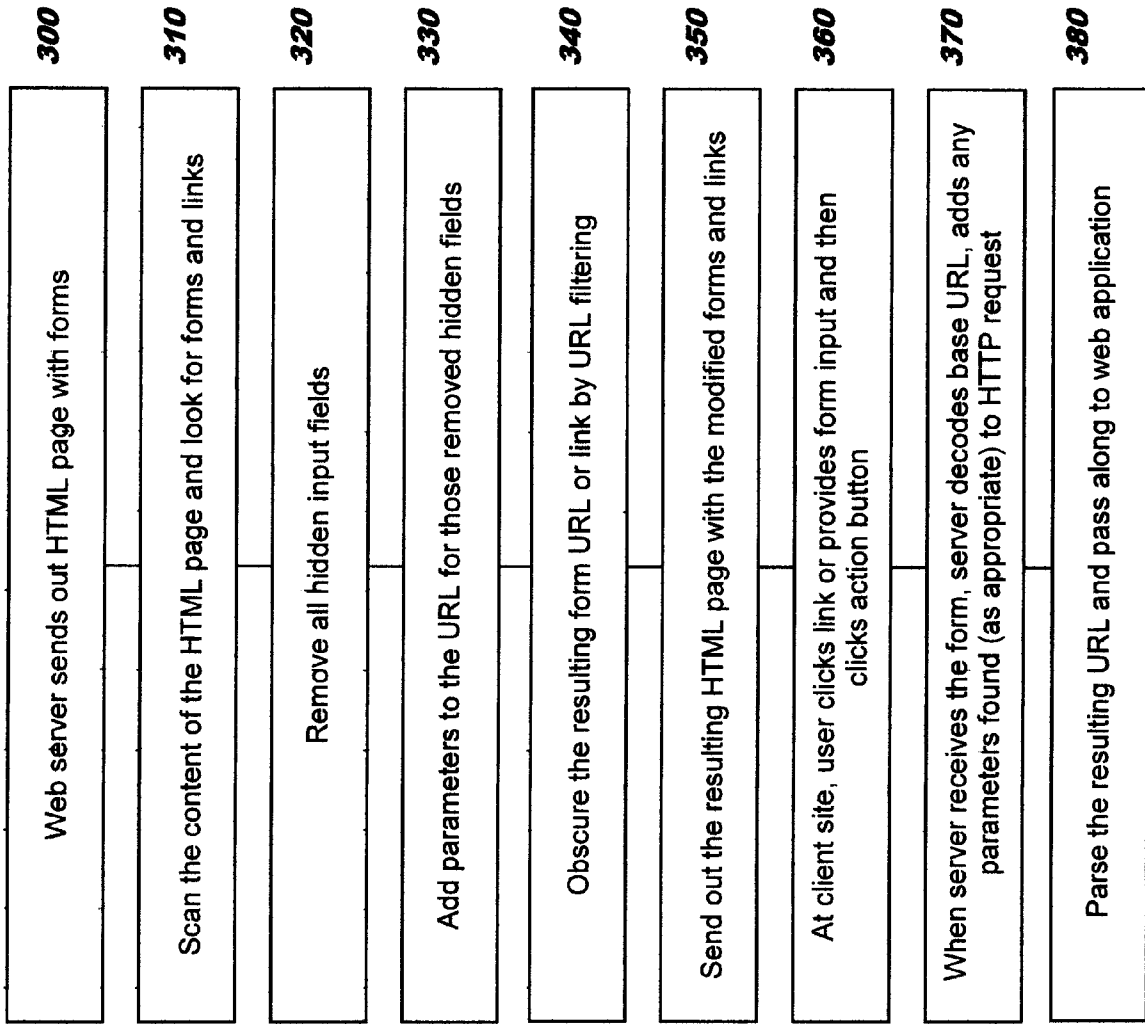 300
Web server sends out HTML page with forms
310
Scan the content of the HTML page and look for forms and links
320
Remove all hidden input fields
330
Add parameters to the URL for those removed hidden fields
340
Obscure the resulting form URL or link by URL filtering
350
Send out the resulting HTML page with the modified forms and links
360
At client site, user clicks link or provides form input and then
clicks action button
370
When server receives the form, server decodes base URL, adds any
parameters found (as appropriate) to HTTP request
380
Parse the resulting URL and pass along to web application